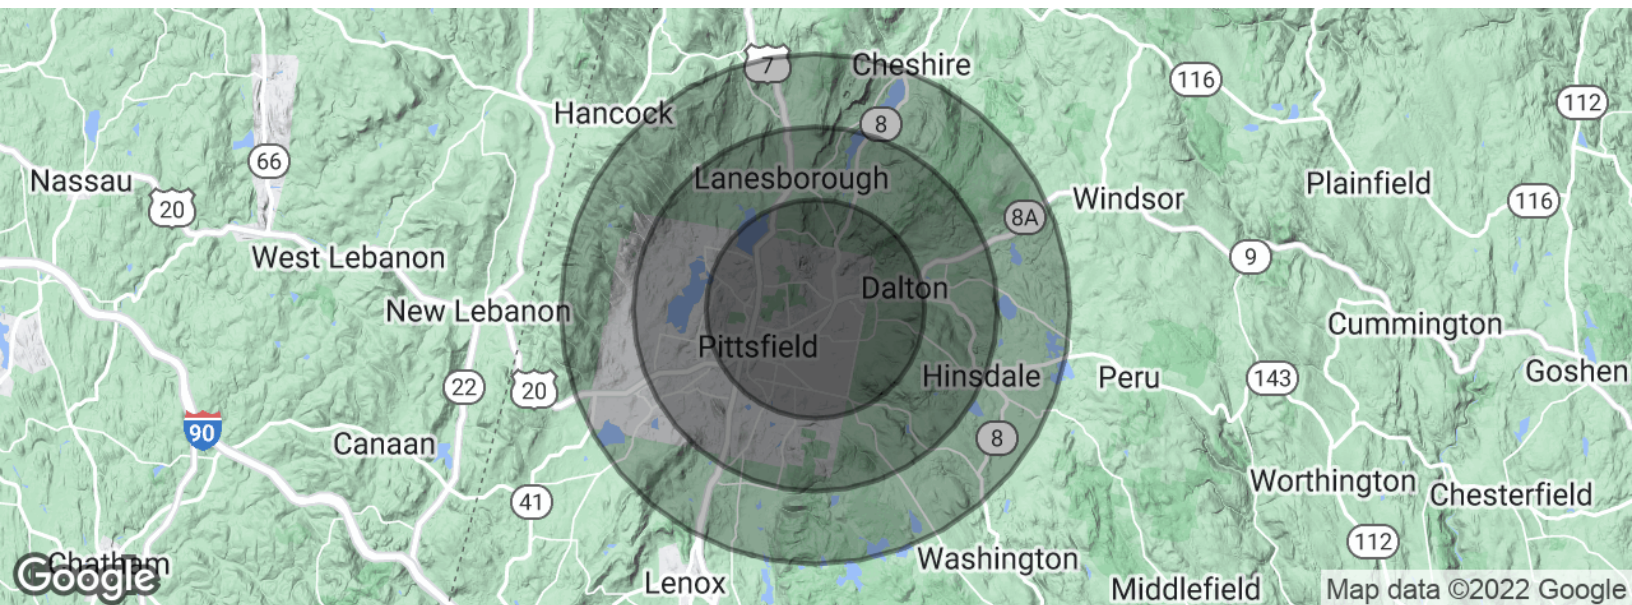 7
Cheshire
116
112
Hancock
8
66
Nassau
Lanesborough
Plainfield
20
8A
Windsor
116
West Lebanon
9
Dalton
New Lebanon
Cummington
Pittsfield
22
20
Hinsdale
Peru
143
Goshen
90
Canaan
8
41
Worthington
Chesterfield
112
Chatham
Google
Lenox
Washington
Middlefield
Map data ©2022 Google